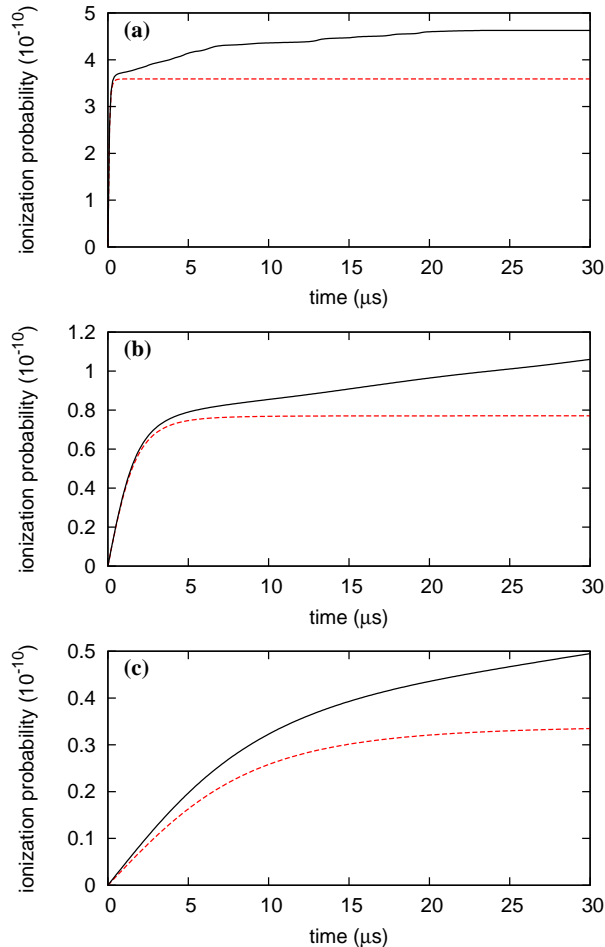 (a)
ionization probability (10⁻¹⁰)
5
4
3
2
1
0
0 5 10 15 20 25 30
time (μs)
(b)
ionization probability (10⁻¹⁰)
1.2
1
0.8
0.6
0.4
0.2
0
0 5 10 15 20 25 30
time (μs)
(c)
ionization probability (10⁻¹⁰)
0.5
0.4
0.3
0.2
0.1
0
0 5 10 15 20 25 30
time (μs)